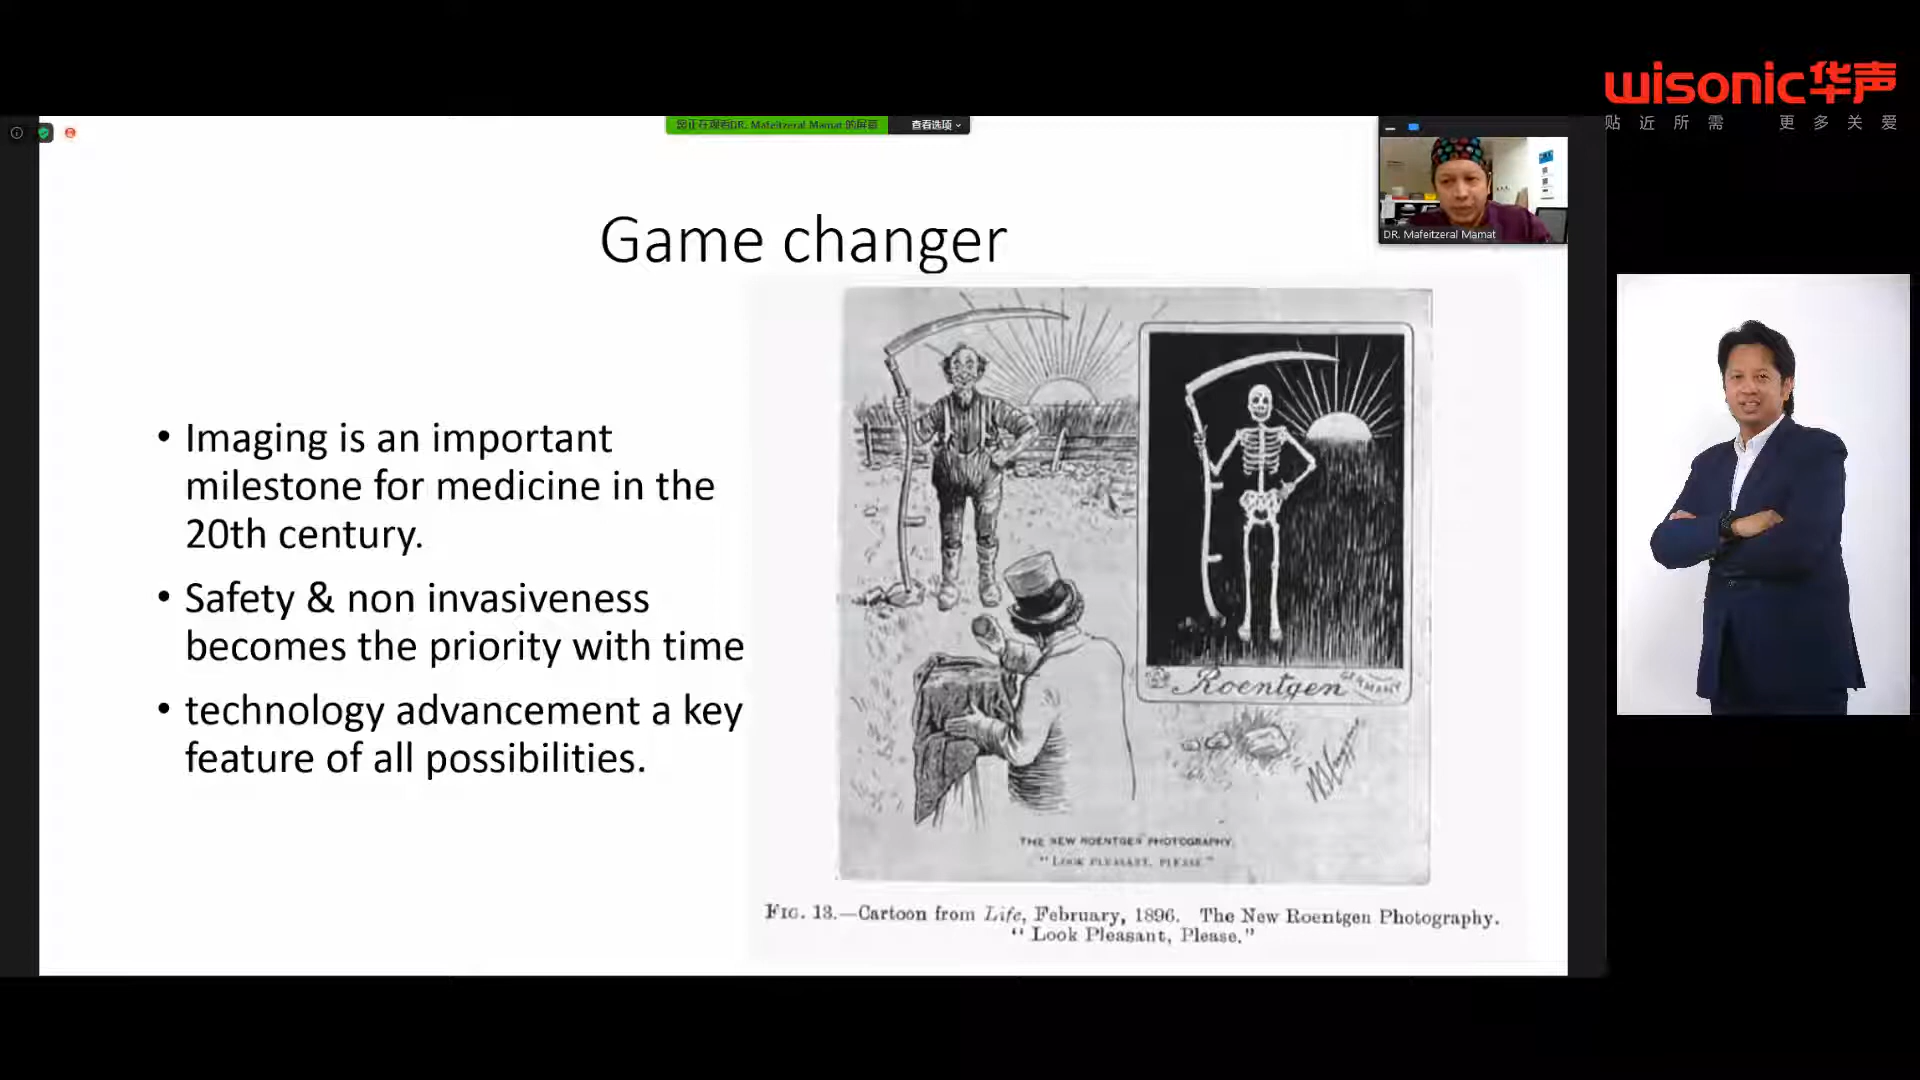 wisonic华声
贴近所需 更多关爱
您正在观看DR. Mafeitzeral Mamat 的屏幕
查看选项
DR. Mafeitzeral Mamat
Game changer
• Imaging is an important
milestone for medicine in the
20th century.
• Safety & non invasiveness
becomes the priority with time
• technology advancement a key
feature of all possibilities.
Roentgen
GERMANY
THE NEW ROENTGEN PHOTOGRAPHY.
"LOOK PLEASANT, PLEASE."
FIG. 13.—Cartoon from Life, February, 1896. The New Roentgen Photography.
"Look Pleasant, Please."